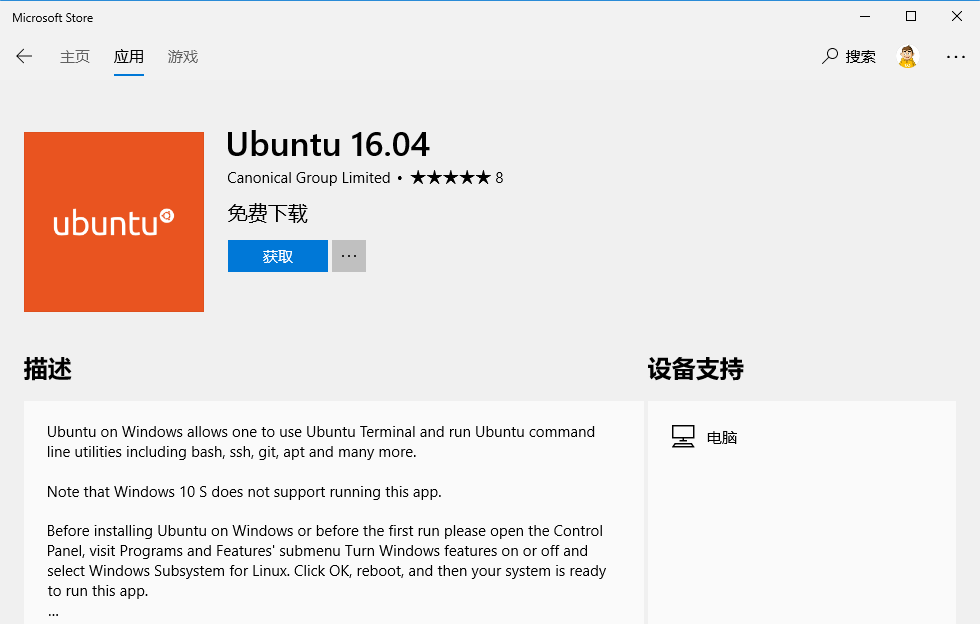 Microsoft Store
主页 应用 游戏 搜索 ···
Ubuntu 16.04
Canonical Group Limited • ★★★★★ 8
免费下载
获取 ···
ubuntu
描述
设备支持
Ubuntu on Windows allows one to use Ubuntu Terminal and run Ubuntu command
line utilities including bash, ssh, git, apt and many more.
Note that Windows 10 S does not support running this app.
Before installing Ubuntu on Windows or before the first run please open the Control
Panel, visit Programs and Features' submenu Turn Windows features on or off and
select Windows Subsystem for Linux. Click OK, reboot, and then your system is ready
to run this app.
...
电脑